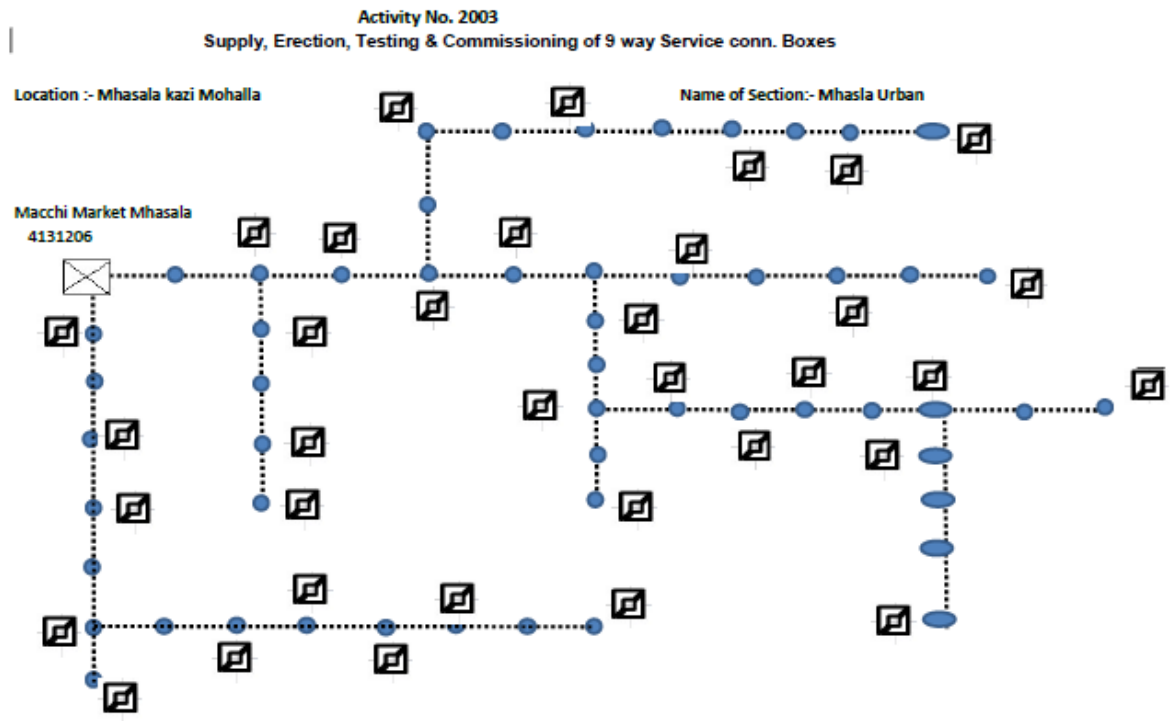 Activity No. 2003
Supply, Erection, Testing & Commissioning of 9 way Service conn. Boxes
Location :- Mhasala kazi Mohalla
Name of Section:- Mhasla Urban
Macchi Market Mhasala
4131206